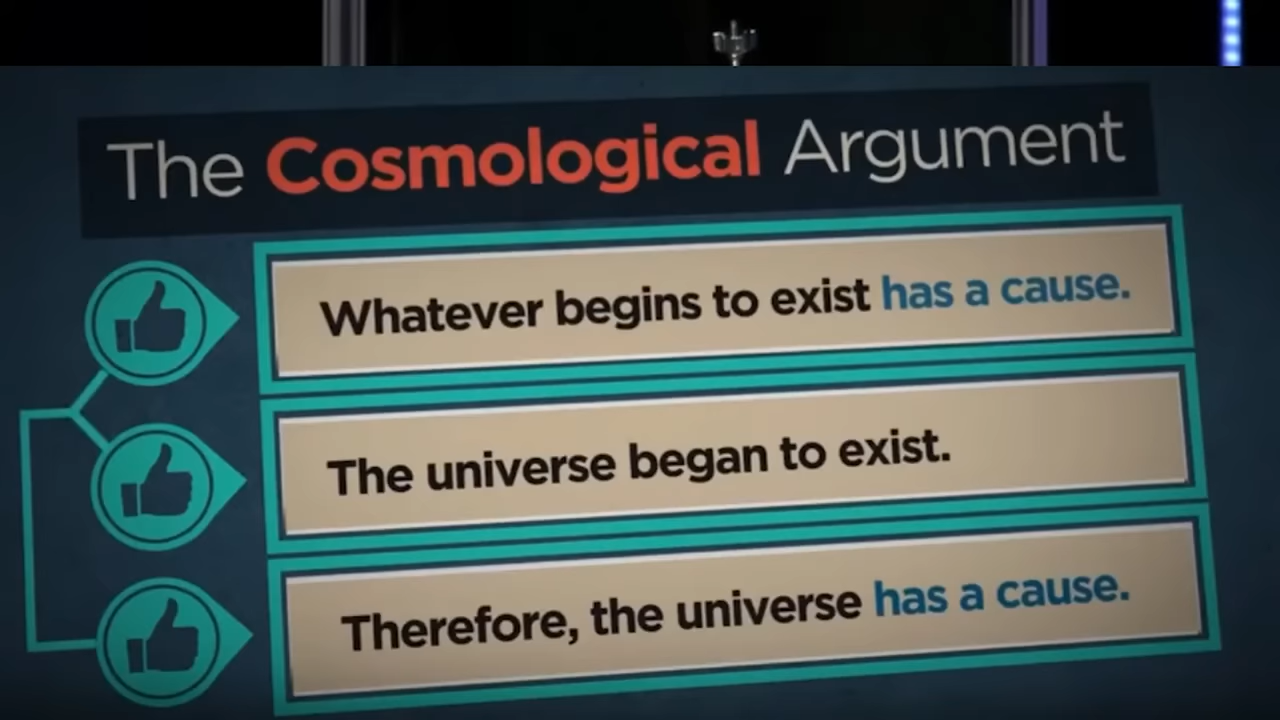 The Cosmological Argument
Whatever begins to exist has a cause.
The universe began to exist.
Therefore, the universe has a cause.